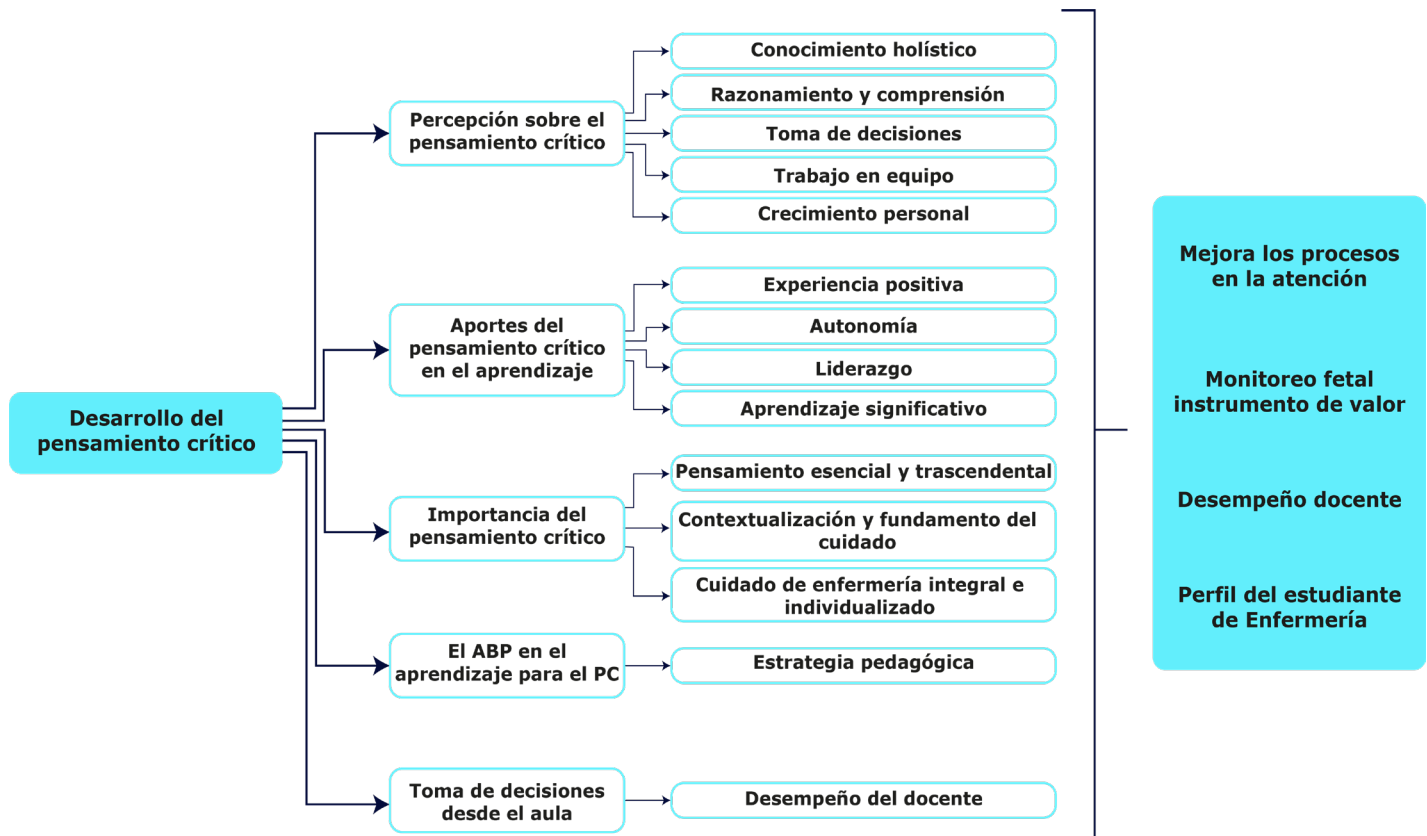 Desarrollo del
pensamiento crítico
Percepción sobre el
pensamiento crítico
Conocimiento holístico
Razonamiento y comprensión
Toma de decisiones
Trabajo en equipo
Crecimiento personal
Aportes del
pensamiento crítico
en el aprendizaje
Experiencia positiva
Autonomía
Liderazgo
Aprendizaje significativo
Importancia del
pensamiento crítico
Pensamiento esencial y trascendental
Contextualización y fundamento del
cuidado
Cuidado de enfermería integral e
individualizado
El ABP en el
aprendizaje para el PC
Estrategia pedagógica
Toma de decisiones
desde el aula
Desempeño del docente
Mejora los procesos
en la atención
Monitoreo fetal
instrumento de valor
Desempeño docente
Perfil del estudiante
de Enfermería